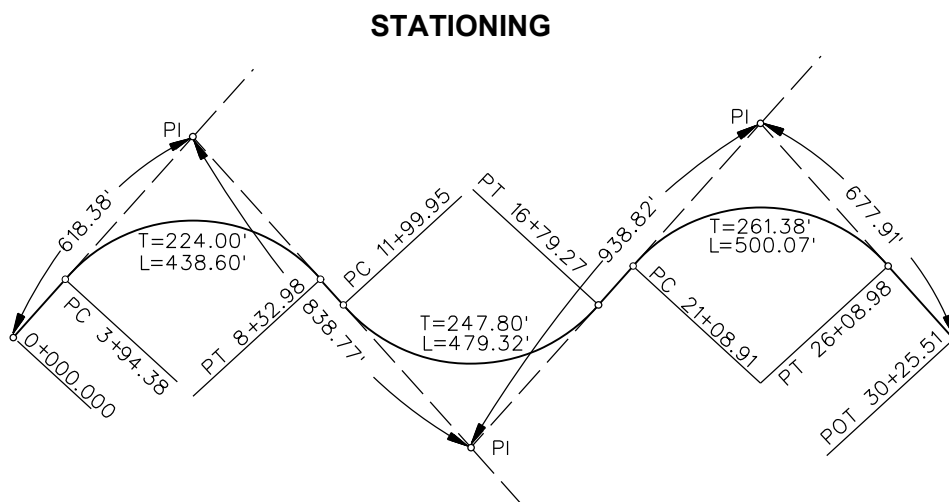 STATIONING
PI
618.38'
T=224.00'
L=438.60'
0+000.000
PC 3+94.38
PT 8+32.98
838.77'
PC 11+99.95
PT 16+79.27
T=247.80'
L=479.32'
PI
938.82'
PI
T=261.38'
L=500.07'
677.91'
PC 21+08.91
PT 26+08.98
POT 30+25.51